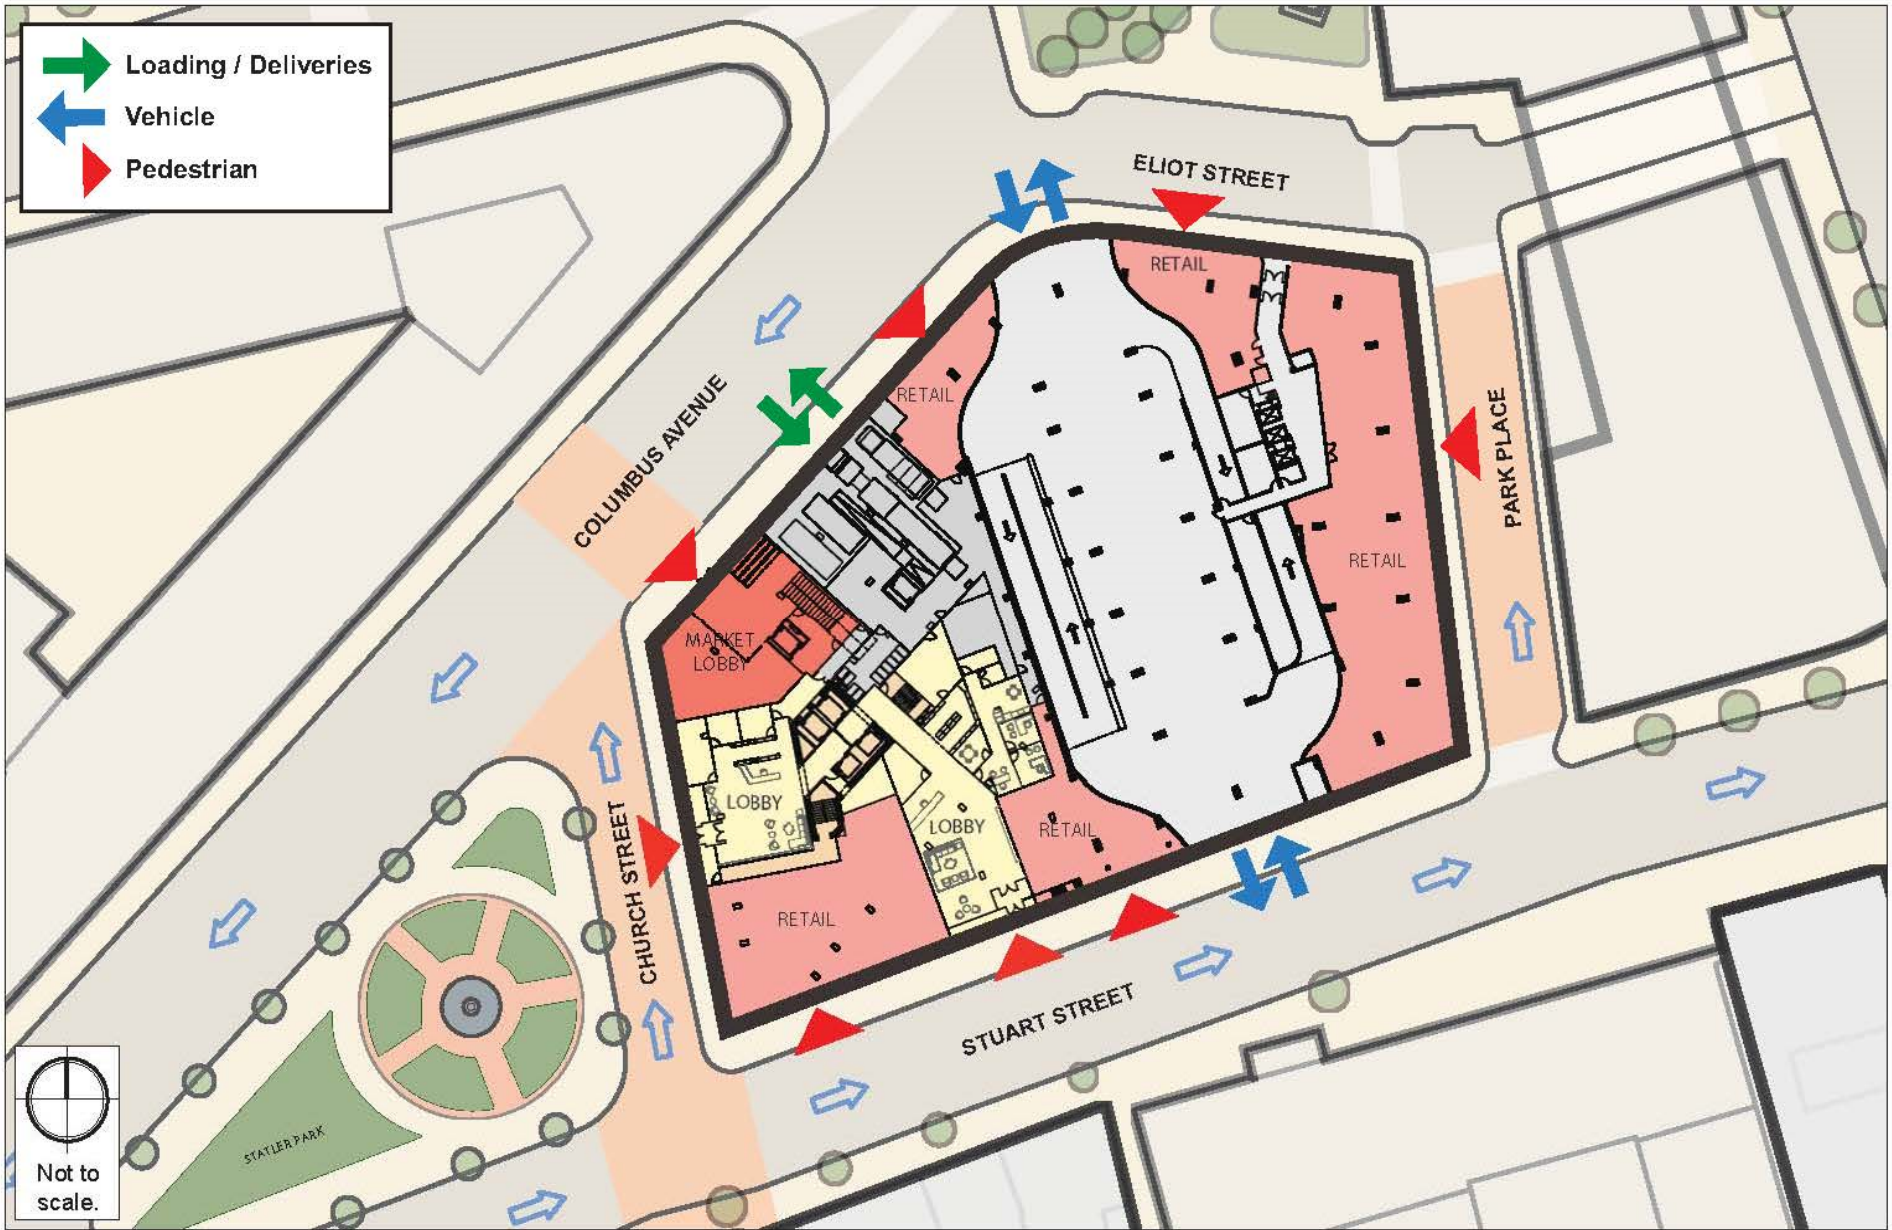 Loading / Deliveries
Vehicle
Pedestrian
ELIOT STREET
RETAIL
RETAIL
COLUMBUS AVENUE
PARK PLACE
RETAIL
MARKET
LOBBY
LOBBY
LOBBY
RETAIL
RETAIL
CHURCH STREET
STUART STREET
STATLER PARK
Not to
scale.